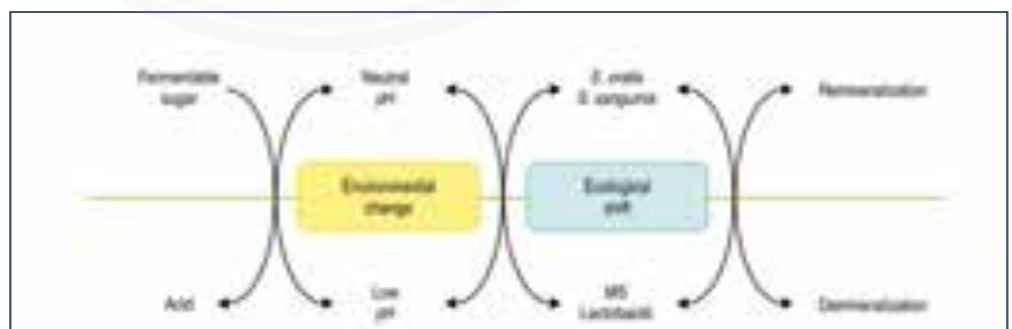 Fermentable
sugar
Neutral
pH
S. oralis
S. sanguinis
Remineralization
Environmental
change
Ecological
shift
Acid
Low
pH
MS
Lactobacilli
Demineralization